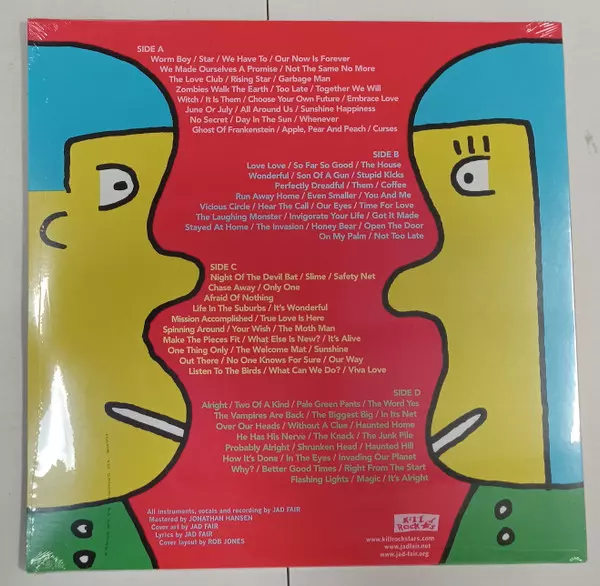 SIDE A
Worm Boy / Star / We Have To / Our Now Is Forever
We Made Ourselves A Promise / Not The Same No More
The Love Club / Rising Star / Garbage Man
Zombies Walk The Earth / Too Late / Together We Will
Witch / It Is Them / Choose Your Own Future / Embrace Love
June Or July / All Around Us / Sunshine Happiness
No Secret / Day In The Sun / Whenever
Ghost Of Frankenstein / Apple, Pear And Peach / Curses
SIDE B
Love Love / So Far So Good / The House
Wonderful / Son Of A Gun / Stupid Kicks
Perfectly Dreadful / Them / Coffee
Run Away Home / Even Smaller / You And Me
Vicious Circle / Hear The Call / Our Eyes / Time For Love
The Laughing Monster / Invigorate Your Life / Got It Made
Stayed At Home / The Invasion / Honey Bear / Open The Door
On My Palm / Not Too Late
SIDE C
Night Of The Devil Bat / Slime / Safety Net
Chase Away / Only One
Afraid Of Nothing
Life In The Suburbs / It's Wonderful
Mission Accomplished / True Love Is Here
Spinning Around / Your Wish / The Moth Man
Make The Pieces Fit / What Else Is New? / It's Alive
One Thing Only / The Welcome Mat / Sunshine
Out There / No One Knows For Sure / Our Way
Listen To The Birds / What Can We Do? / Viva Love
SIDE D
Alright / Two Of A Kind / Pale Green Pants / The Word Yes
The Vampires Are Back / The Biggest Big / In Its Net
Over Our Heads / Without A Clue / Haunted Home
He Has His Nerve / The Knack / The Junk Pile
Probably Alright / Shrunken Head / Haunted Hill
How It's Done / In The Eyes / Invading Our Planet
Why? / Better Good Times / Right From The Start
Flashing Lights / Magic / It's Alright
All instruments, vocals and recording by JAD FAIR
Mastered by JONATHAN HANSEN
Cover art by JAD FAIR
Lyrics by JAD FAIR
Cover layout by ROB JONES
KILL
ROCK
www.killrockstars.com
www.jadfair.net
www.jad-fair.org